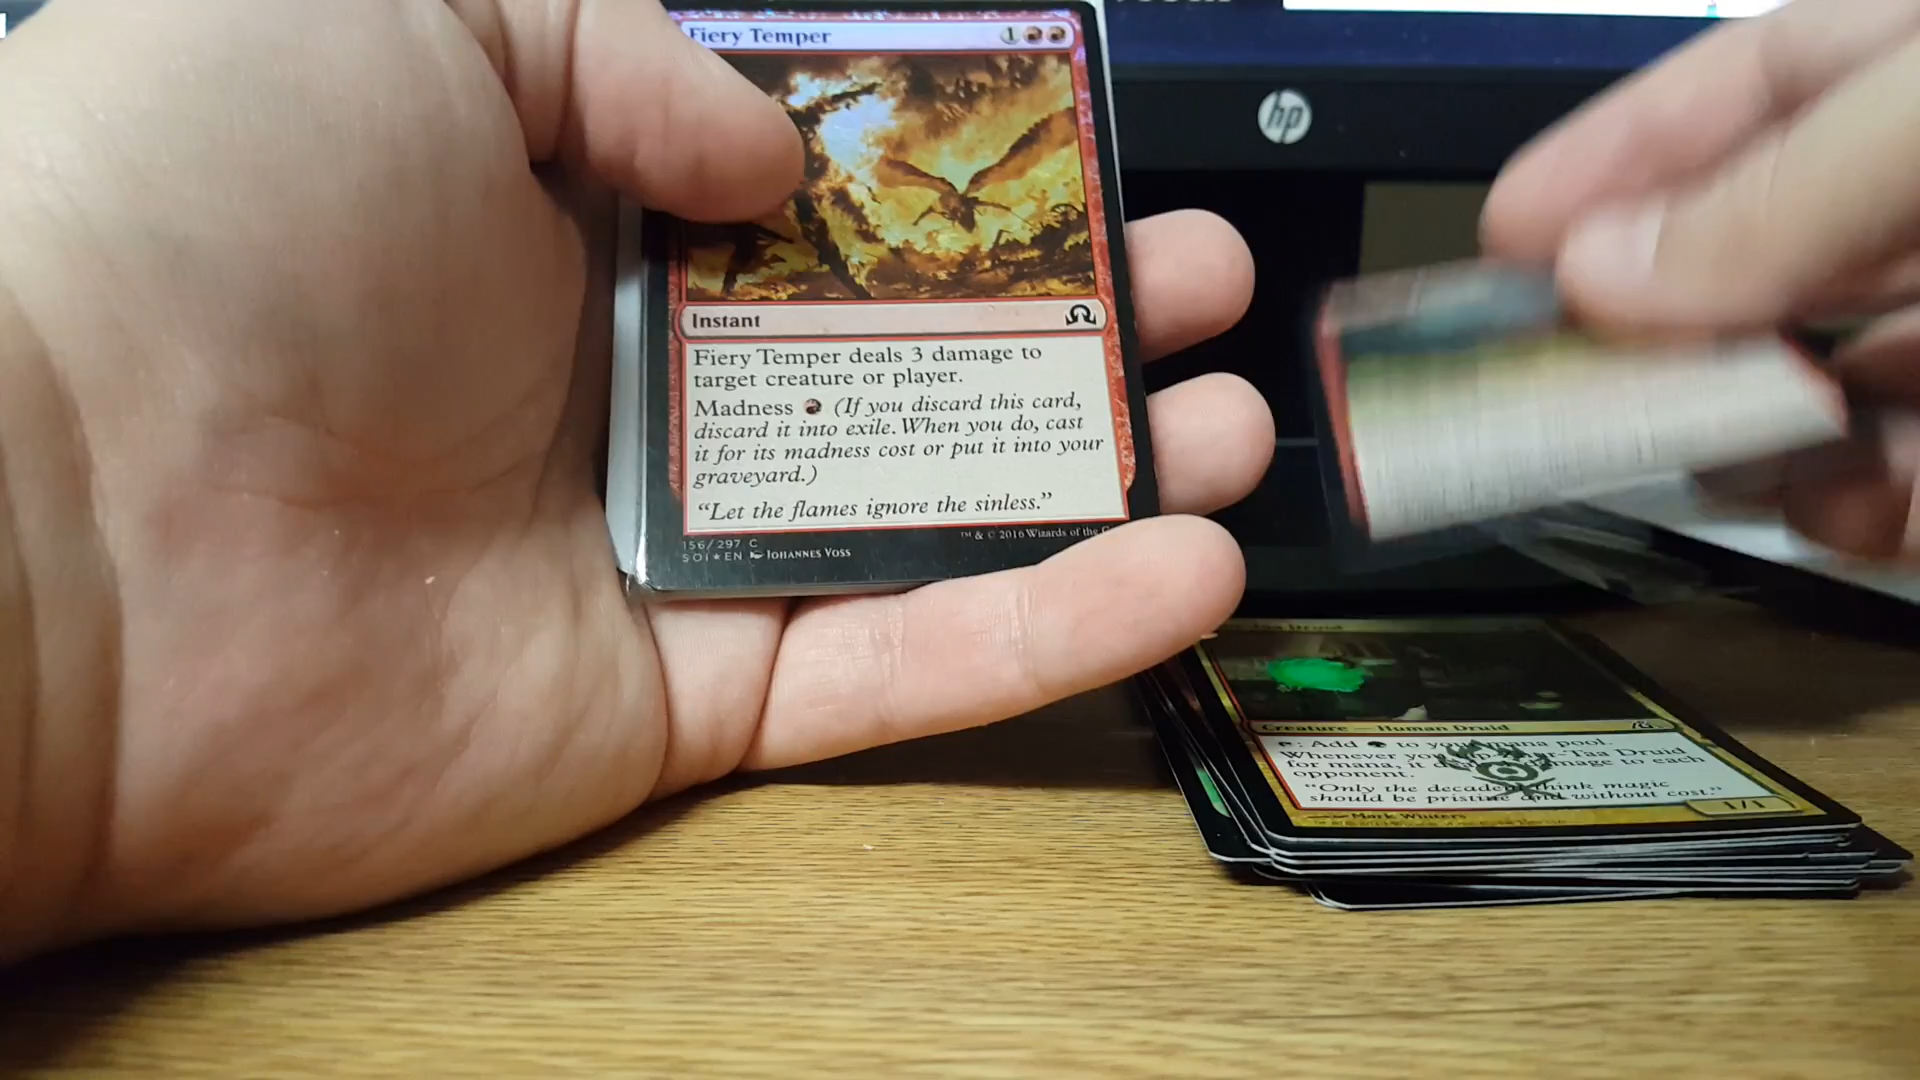 Fiery Temper 1
hp
Instant
Fiery Temper deals 3 damage to
target creature or player.
Madness (If you discard this card,
discard it into exile. When you do, cast
it for its madness cost or put it into your
graveyard.)
"Let the flames ignore the sinless."
156/297 C
SOI★EN Johannes Voss
™ & © 2016 Wizards of the
Creature — Human Druid
: Add to your mana pool.
Whenever you -Taa Druid
for mana, it damage to each
opponent.
"Only the decadent think magic
should be pristine and without cost."
Mark Winters
1/1